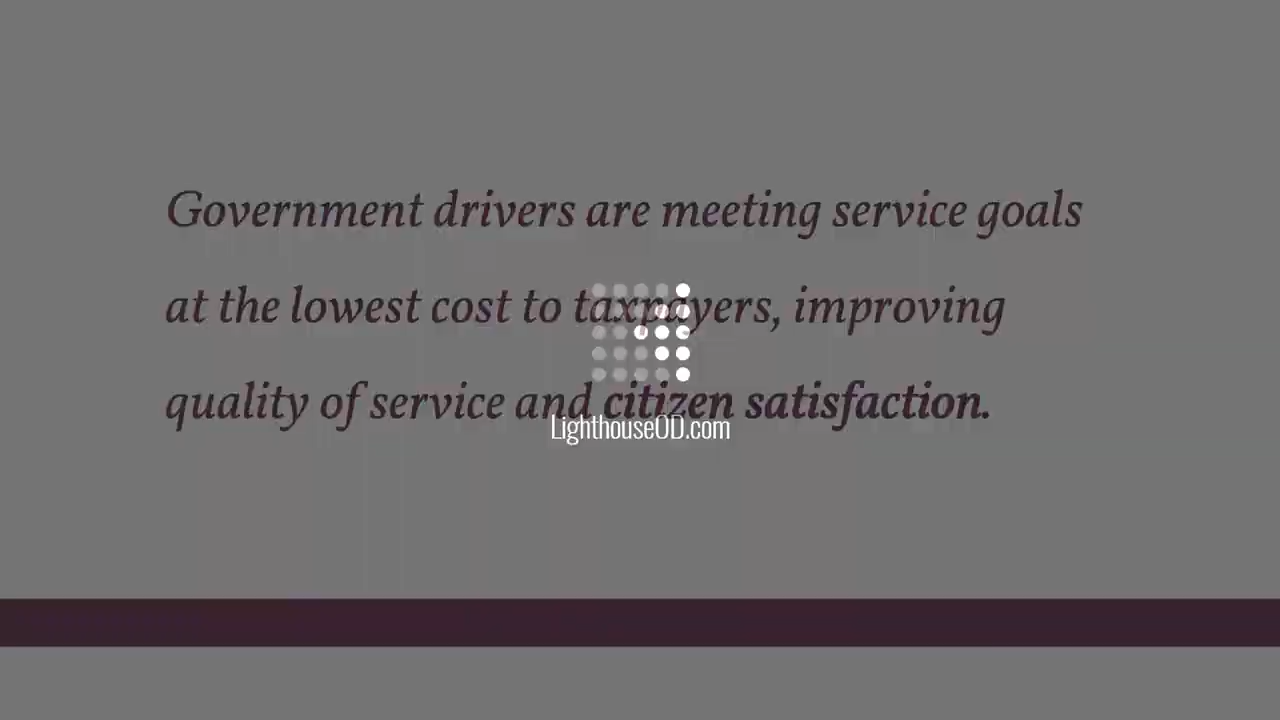 Government drivers are meeting service goals
at the lowest cost to taxpayers, improving
quality of service and citizen satisfaction.
LighthouseOD.com